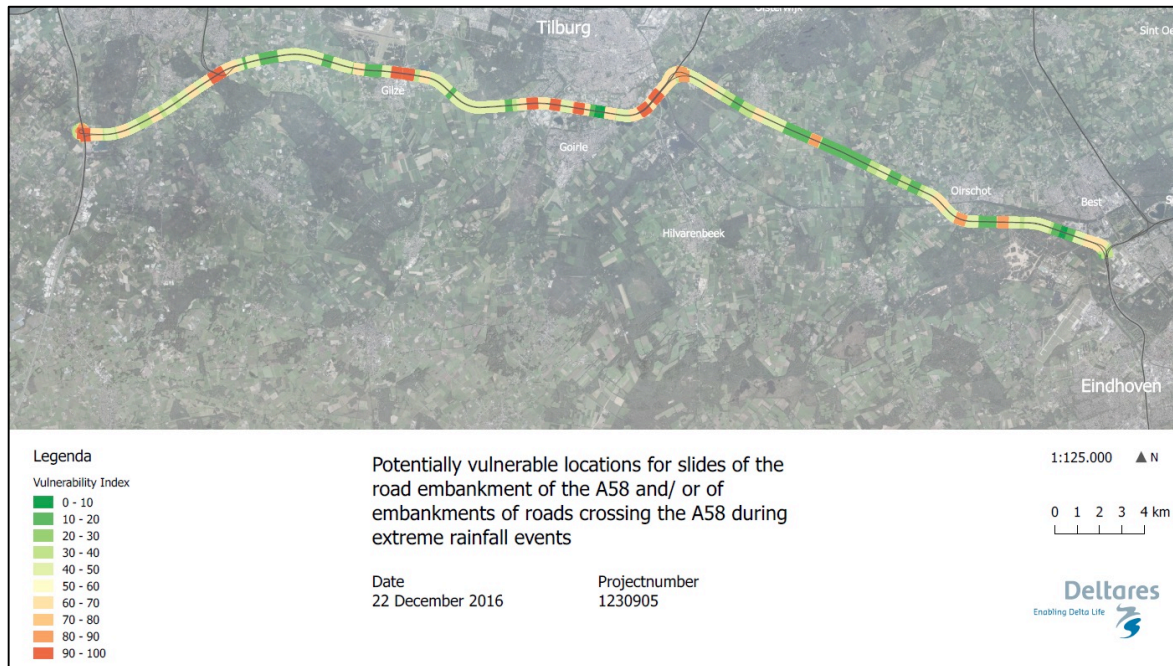 Tilburg
Oisterwijk
Sint Oe
Gilze
Goirle
Oirschot
Best
S
Hilvarenbeek
Eindhoven
Legenda
Vulnerability Index
0 - 10
10 - 20
20 - 30
30 - 40
40 - 50
50 - 60
60 - 70
70 - 80
80 - 90
90 - 100
Potentially vulnerable locations for slides of the
road embankment of the A58 and/ or of
embankments of roads crossing the A58 during
extreme rainfall events
Date
22 December 2016
Projectnumber
1230905
1:125.000 N
0 1 2 3 4 km
Deltares
Enabling Delta Life